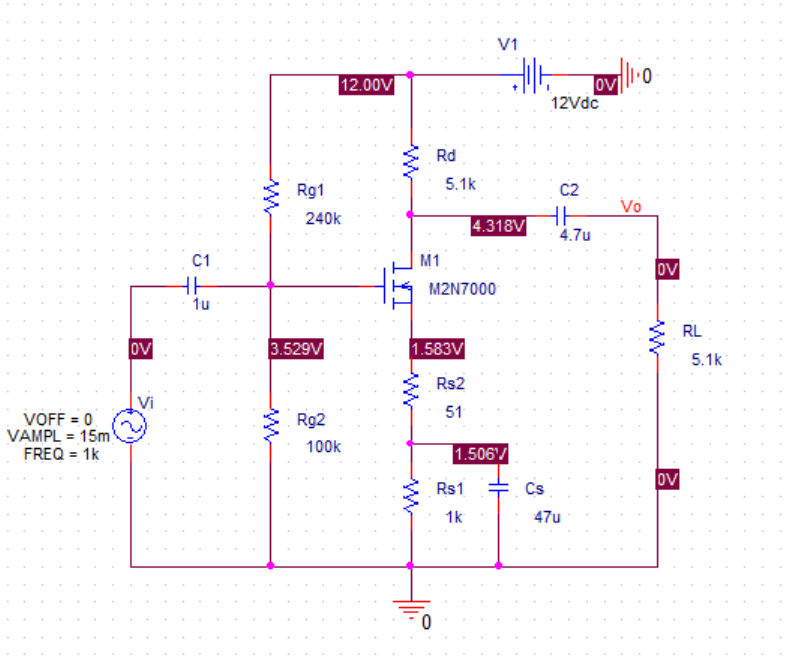 V1
12.00V
0V
0
12Vdc
Rd
5.1k
Rg1
240k
C2
4.7u
Vo
4.318V
C1
1u
M1
M2N7000
0V
0V
3.529V
1.583V
RL
5.1k
Rs2
51
Vi
VOFF = 0
VAMPL = 15m
FREQ = 1k
Rg2
100k
1.506V
0V
Rs1
1k
Cs
47u
0